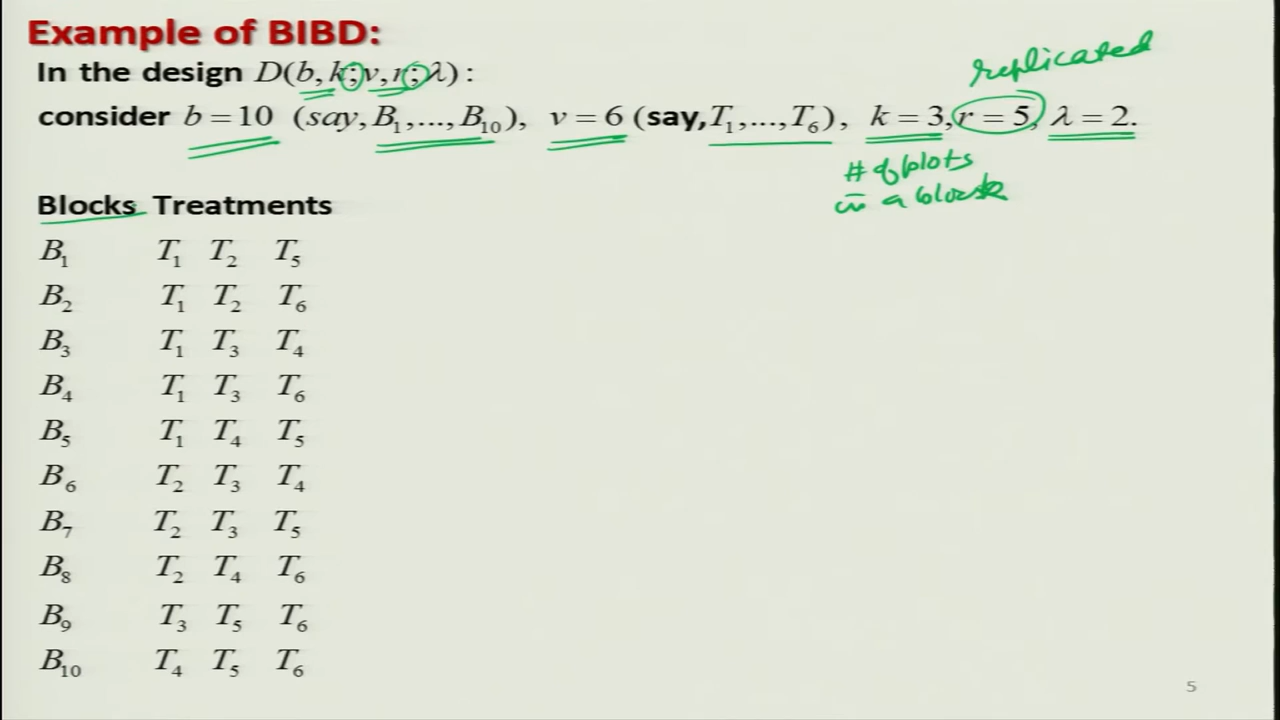 Example of BIBD:
In the design D(b, k; v, r; λ) :
replicated
consider b = 10 (say, B₁,..., B₁₀), v = 6 (say, T₁,..., T₆), k = 3, r = 5, λ = 2.
# of plots
in a block
Blocks Treatments
B₁ T₁ T₂ T₅
B₂ T₁ T₂ T₆
B₃ T₁ T₃ T₄
B₄ T₁ T₃ T₆
B₅ T₁ T₄ T₅
B₆ T₂ T₃ T₄
B₇ T₂ T₃ T₅
B₈ T₂ T₄ T₆
B₉ T₃ T₅ T₆
B₁₀ T₄ T₅ T₆
5